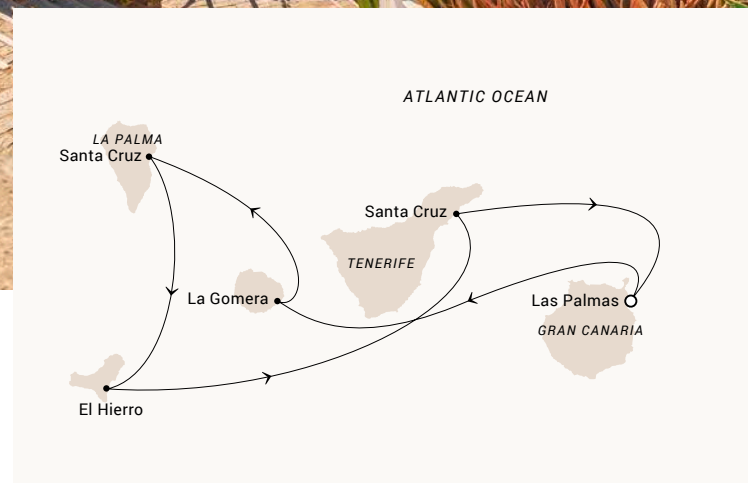 ATLANTIC OCEAN
LA PALMA
Santa Cruz
Santa Cruz
TENERIFE
La Gomera
Las Palmas
GRAN CANARIA
El Hierro